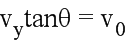 v_y tanθ = v_0